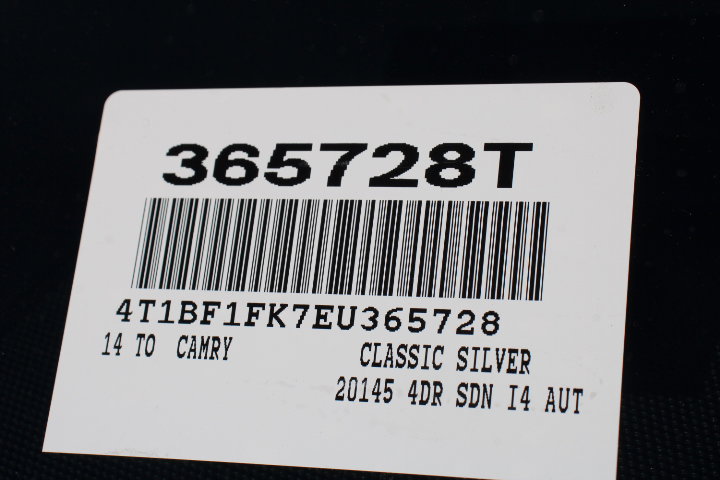 365728T
4T1BF1FK7EU365728
14 TO CAMRY CLASSIC SILVER
20145 4DR SDN I4 AUT